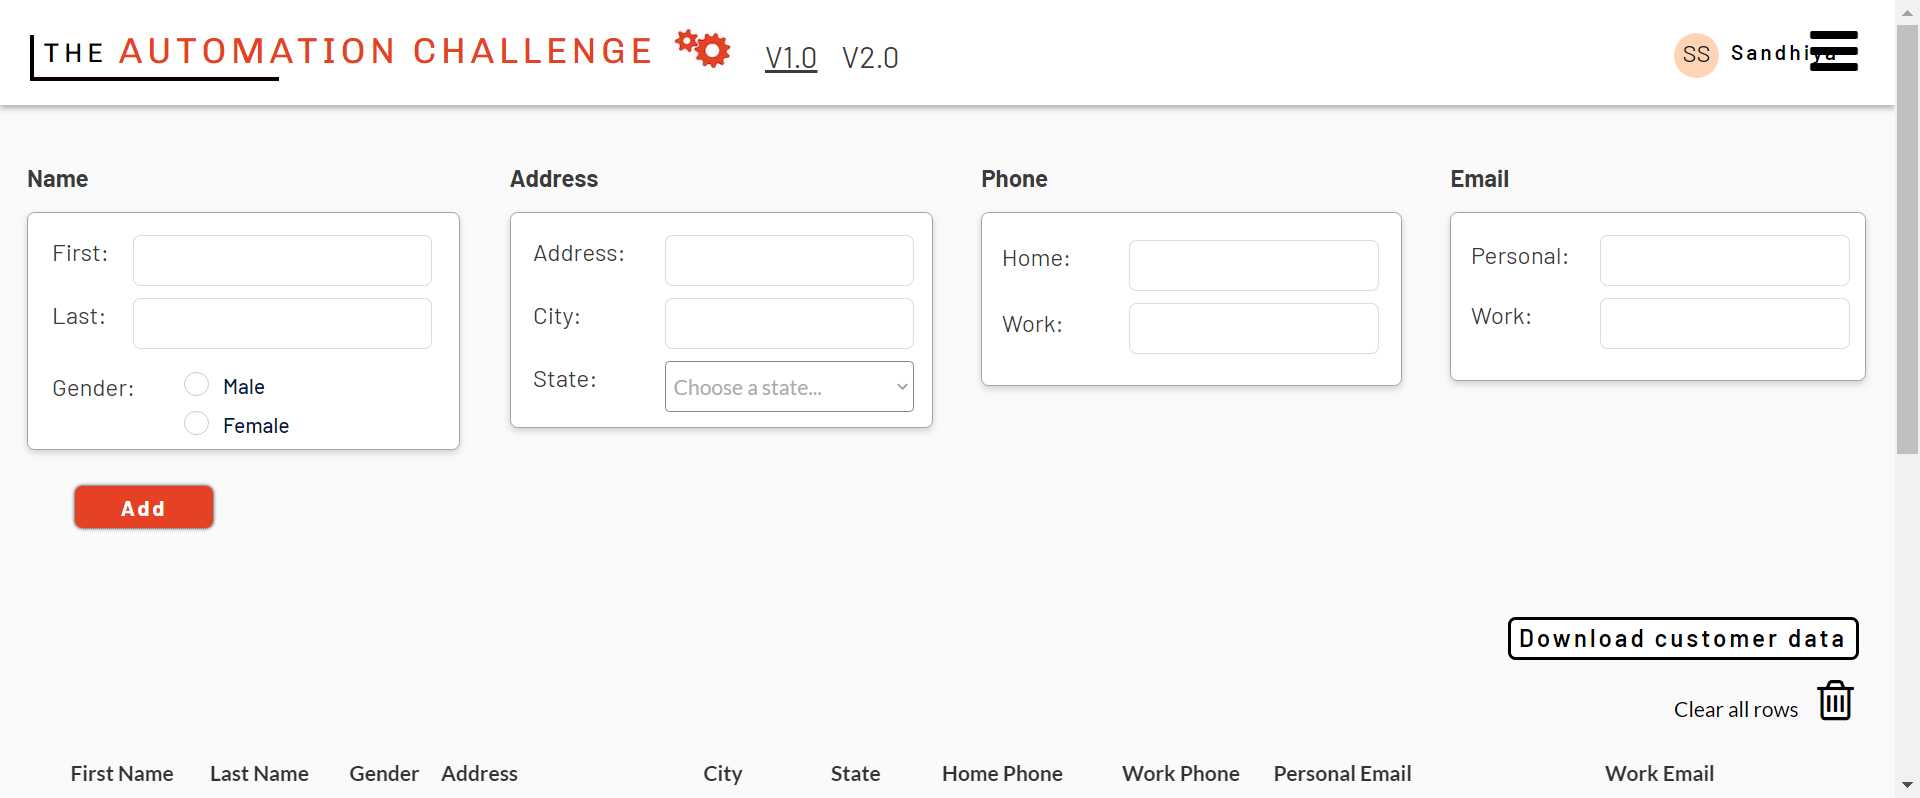 THE AUTOMATION CHALLENGE V1.0 V2.0 SS Sandhiya
Name Address Phone Email
First: Address: Home: Personal:
Last: City: Work: Work:
Gender: Male State: Choose a state...
Female
Add
Download customer data
Clear all rows
First Name Last Name Gender Address City State Home Phone Work Phone Personal Email Work Email